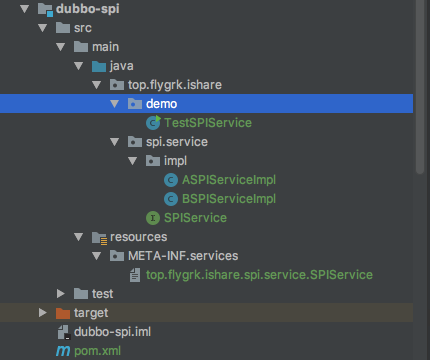 dubbo-spi
src
main
java
top.flygrk.ishare
demo
TestSPIService
spi.service
impl
ASPIServiceImpl
BSPIServiceImpl
SPIService
resources
META-INF.services
top.flygrk.ishare.spi.service.SPIService
test
target
dubbo-spi.iml
pom.xml